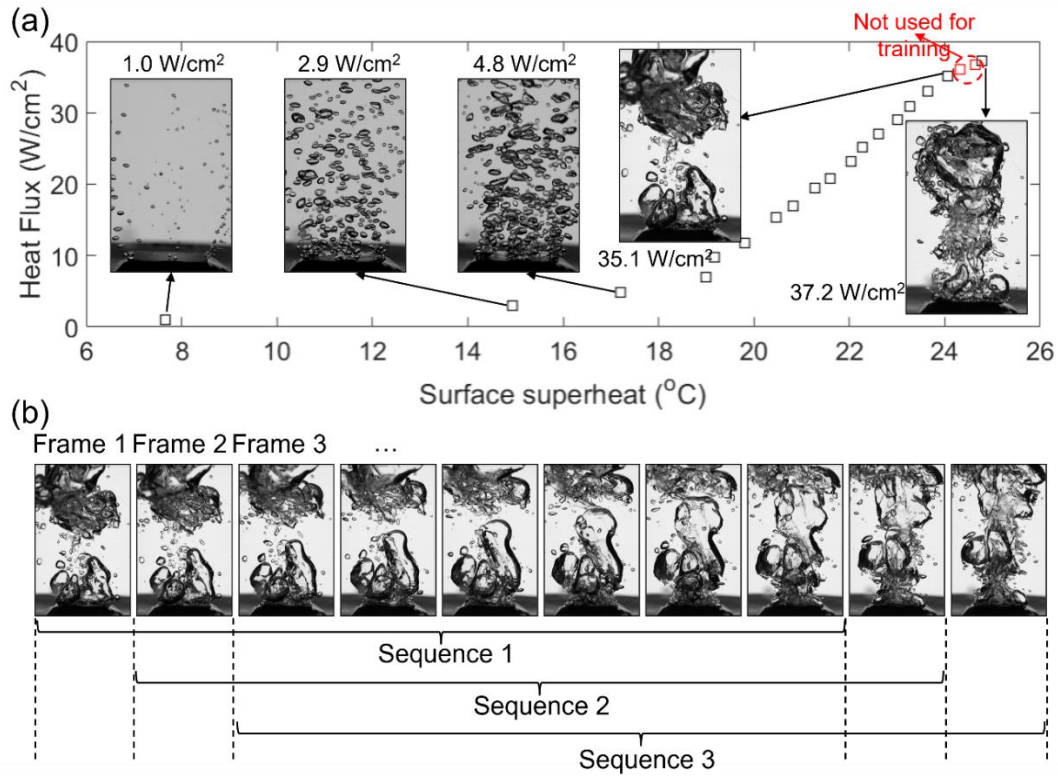 (a)
Not used for
training
40
30
20
10
0
Heat Flux (W/cm²)
1.0 W/cm²
2.9 W/cm²
4.8 W/cm²
35.1 W/cm²
37.2 W/cm²
6 8 10 12 14 16 18 20 22 24 26
Surface superheat (°C)
(b)
Frame 1 Frame 2 Frame 3 ...
Sequence 1
Sequence 2
Sequence 3